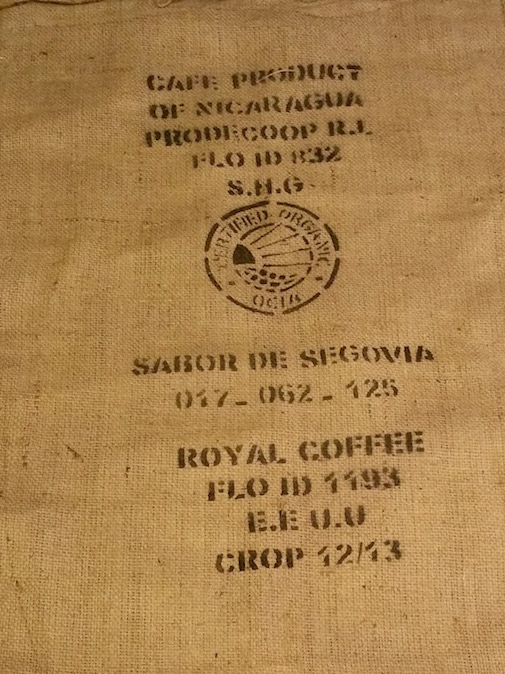 CAFE PRODUCT
OF NICARAGUA
PRODECOOP R.L
FLO ID 832
S.H.G
CERTIFIED ORGANIC
OCIA
SABOR DE SEGOVIA
017- 062 - 125
ROYAL COFFEE
FLO ID 1193
E.E U.U
CROP 12/13